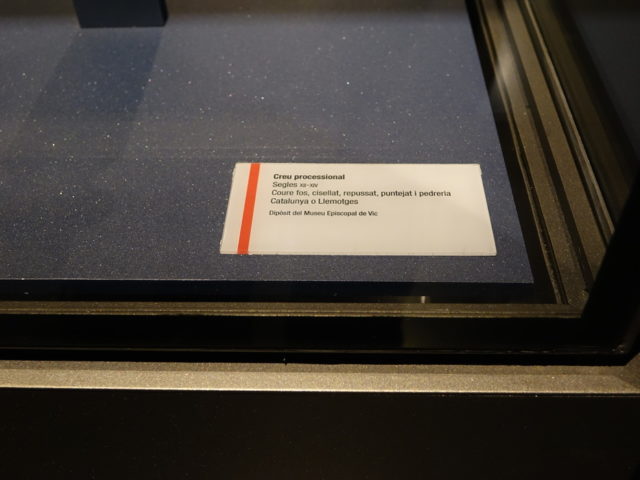 Creu processional
Segles XII-XIV
Coure fos, cisellat, repussat, puntejat i pedreria
Catalunya o Llemotges
Dipòsit del Museu Episcopal de Vic